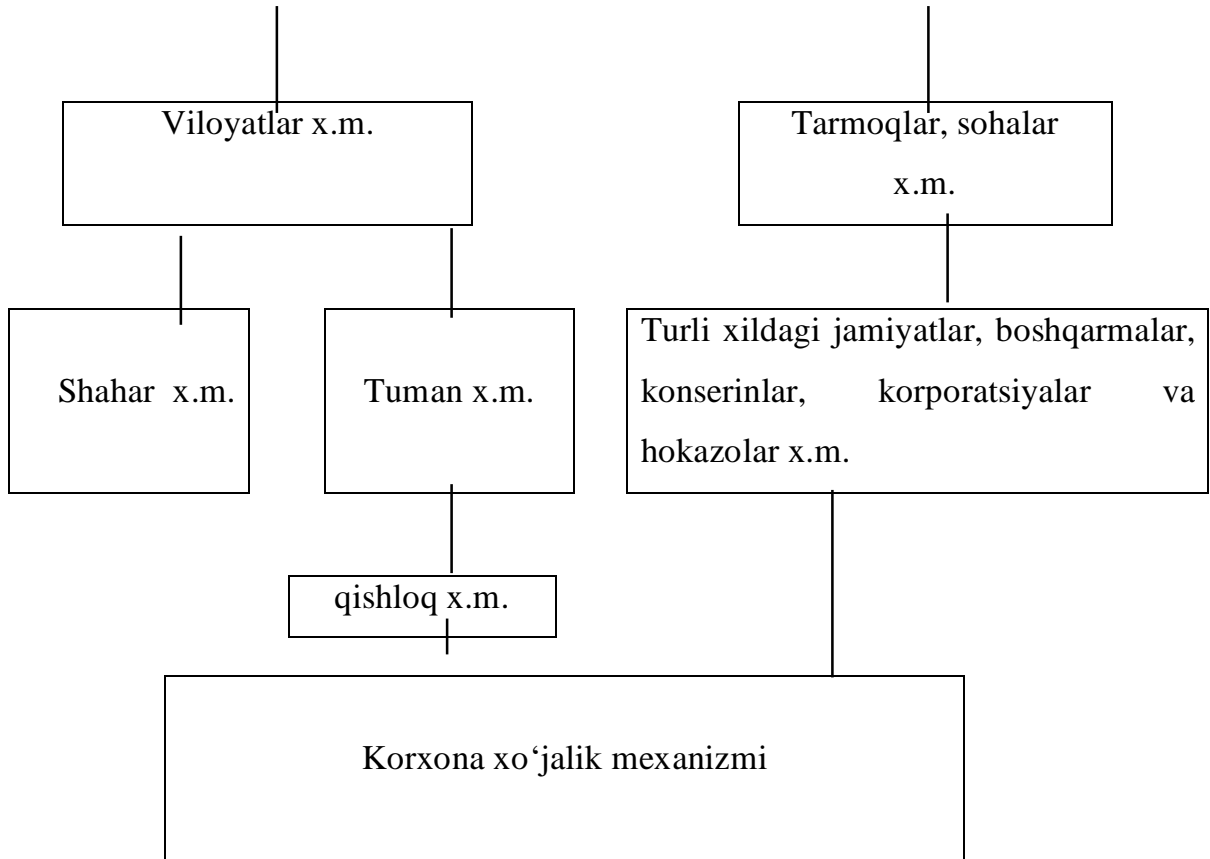 Viloyatlar x.m.
Tarmoqlar, sohalar
x.m.
Shahar x.m.
Tuman x.m.
Turli xildagi jamiyatlar, boshqarmalar,
konserinlar, korporatsiyalar va
hokazolar x.m.
qishloq x.m.
Korxona xo‘jalik mexanizmi